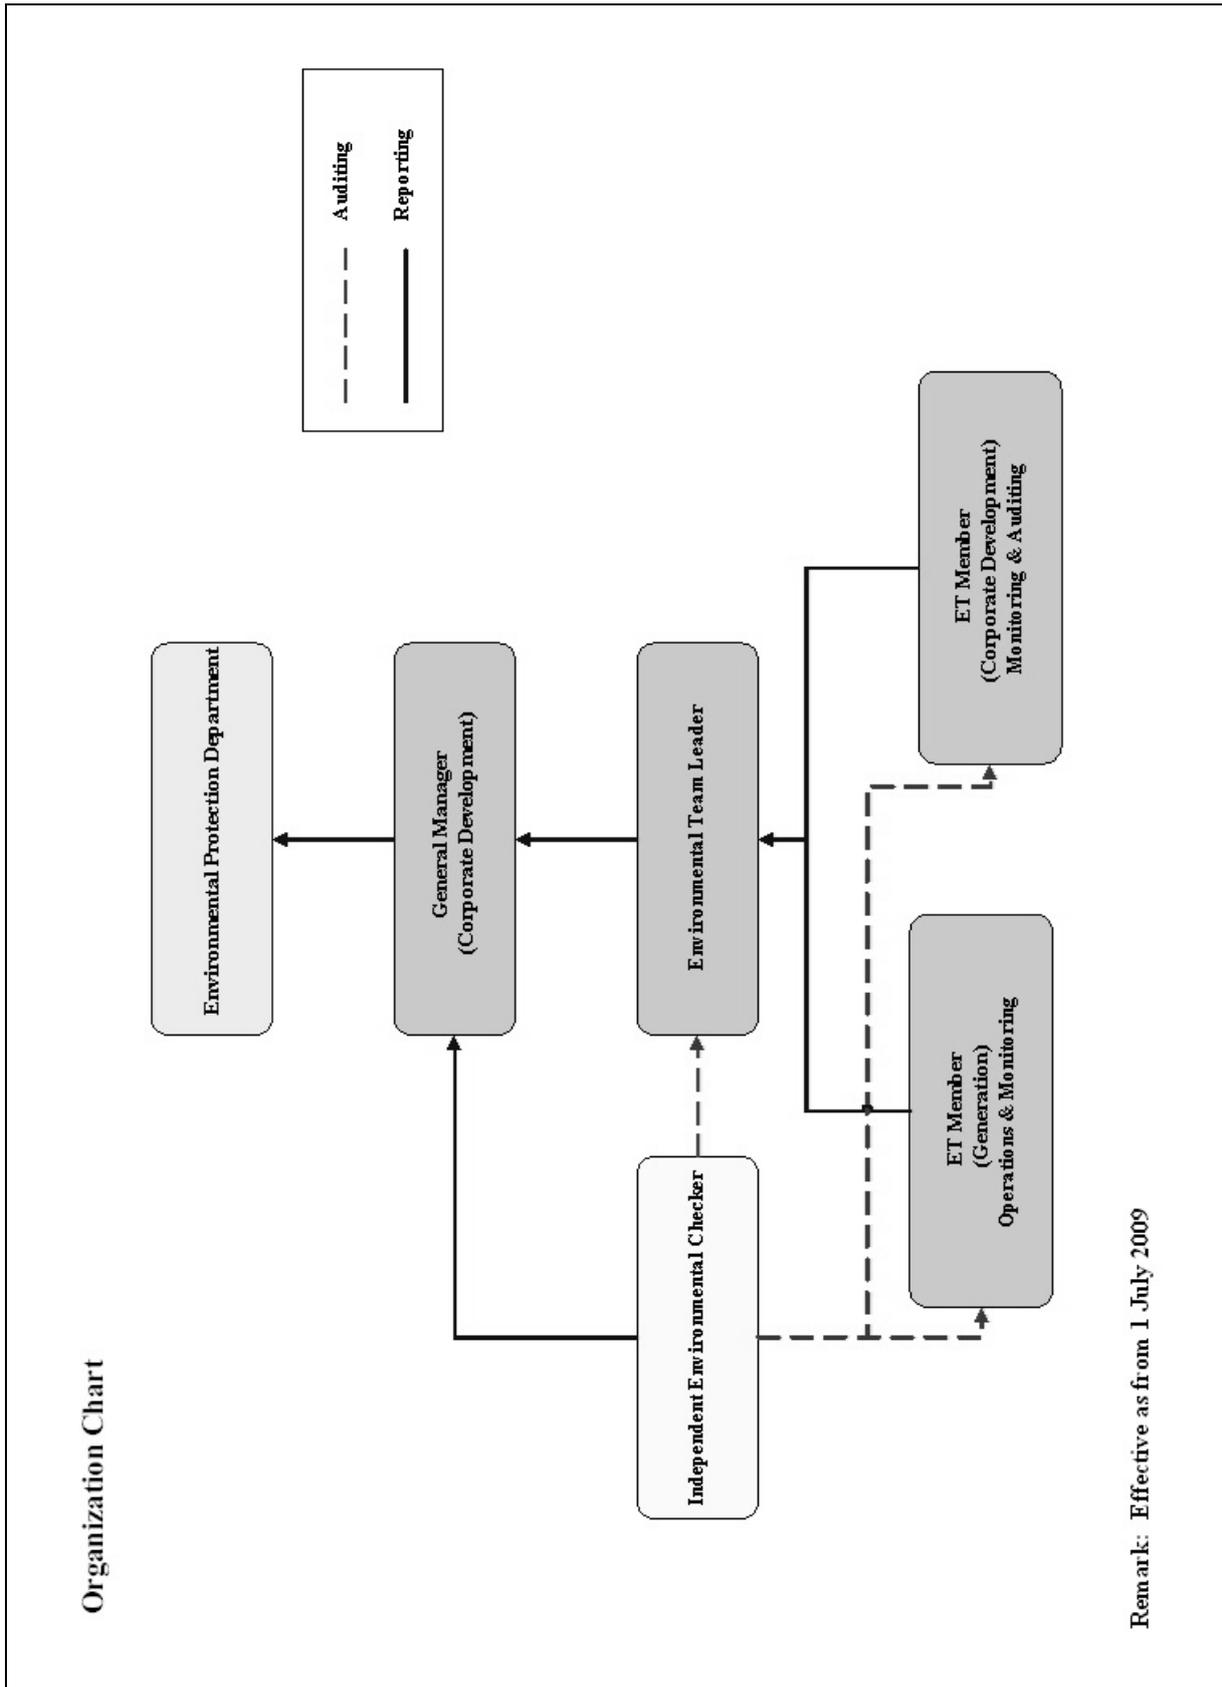 Organization Chart
Auditing
Reporting
Environmental Protection Department
General Manager
(Corporate Development)
Environmental Team Leader
Independent Environmental Checker
ET Member
(Generation)
Operations & Monitoring
ET Member
(Corporate Development)
Monitoring & Auditing
Remark: Effective as from 1 July 2009